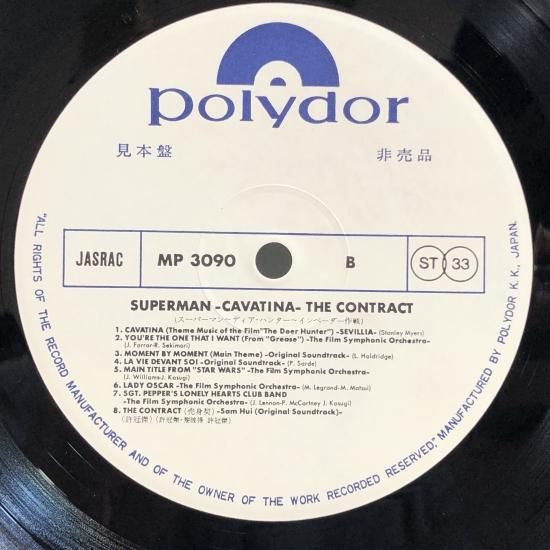 polydor
見本盤 非売品
JASRAC MP 3090 B ST 33
SUPERMAN -CAVATINA- THE CONTRACT
(スーパーマン~ディア・ハンター~インベーダー作戦)
1. CAVATINA (Theme Music of the Film "The Doer Hunter") -SEVILLIA- (Stanley Myers)
2. YOU'RE THE ONE THAT I WANT (From "Grease") -The Film Symphonic Orchestra-
(J. Farrar-R. Sekimori)
3. MOMENT BY MOMENT (Main Theme) -Original Soundtrack- (L. Holdridge)
4. LA VIE DEVANT SOI -Original Soundtrack- (P. Sarde)
5. MAIN TITLE FROM "STAR WARS" -The Film Symphonic Orchestra-
(J. Williams-J. Kasugi)
6. LADY OSCAR -The Film Symphonic Orchestra- (M. Legrand-M. Matsui)
7. SGT. PEPPER'S LONELY HEARTS CLUB BAND
-The Film Symphonic Orchestra- (J. Lennon-P. McCartney J. Kosugi)
8. THE CONTRACT (売身契) -Sam Hui (Original Soundtrack)-
(許冠傑) (許冠傑・黎彼得 許冠傑)
"ALL RIGHTS OF THE RECORD MANUFACTURER AND OF THE OWNER OF THE WORK RECORDED RESERVED," MANUFACTURED BY POLYDOR K.K., JAPAN.